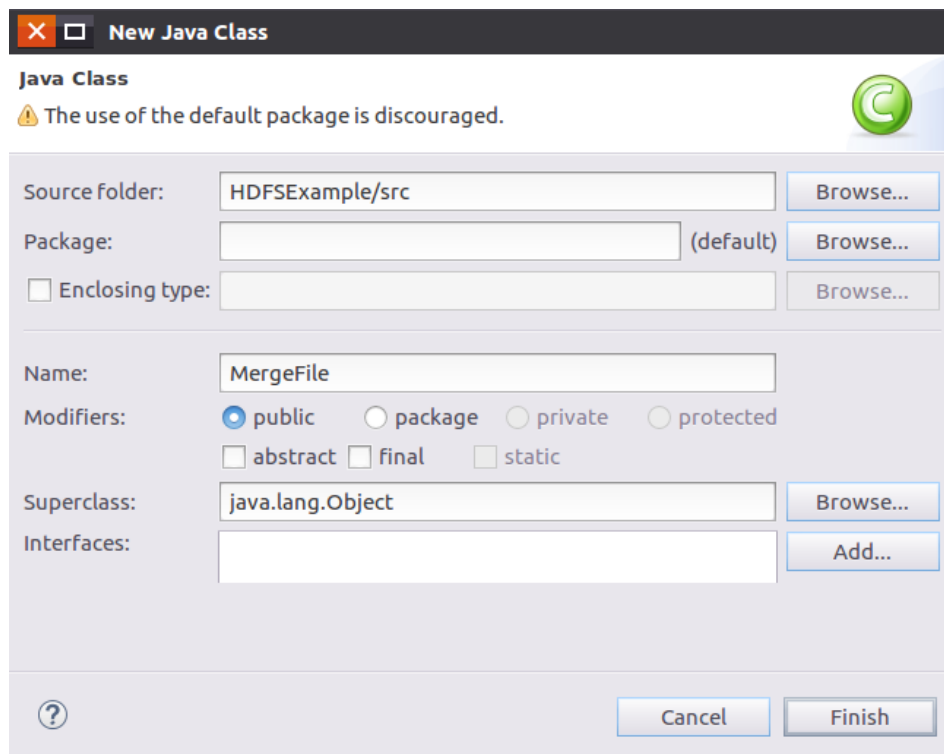 New Java Class
Java Class
The use of the default package is discouraged.
Source folder: HDFSExample/src Browse...
Package: (default) Browse...
Enclosing type: Browse...
Name: MergeFile
Modifiers: public package private protected
abstract final static
Superclass: java.lang.Object Browse...
Interfaces: Add...
Cancel Finish